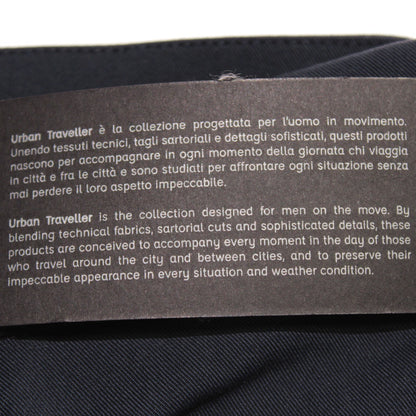 Urban Traveller è la collezione progettata per l'uomo in movimento.
Unendo tessuti tecnici, tagli sartoriali e dettagli sofisticati, questi prodotti
nascono per accompagnare in ogni momento della giornata chi viaggia
in città e fra le città e sono studiati per affrontare ogni situazione senza
mai perdere il loro aspetto impeccabile.
Urban Traveller is the collection designed for men on the move. By
blending technical fabrics, sartorial cuts and sophisticated details, these
products are conceived to accompany every moment in the day of those
who travel around the city and between cities, and to preserve their
impeccable appearance in every situation and weather condition.